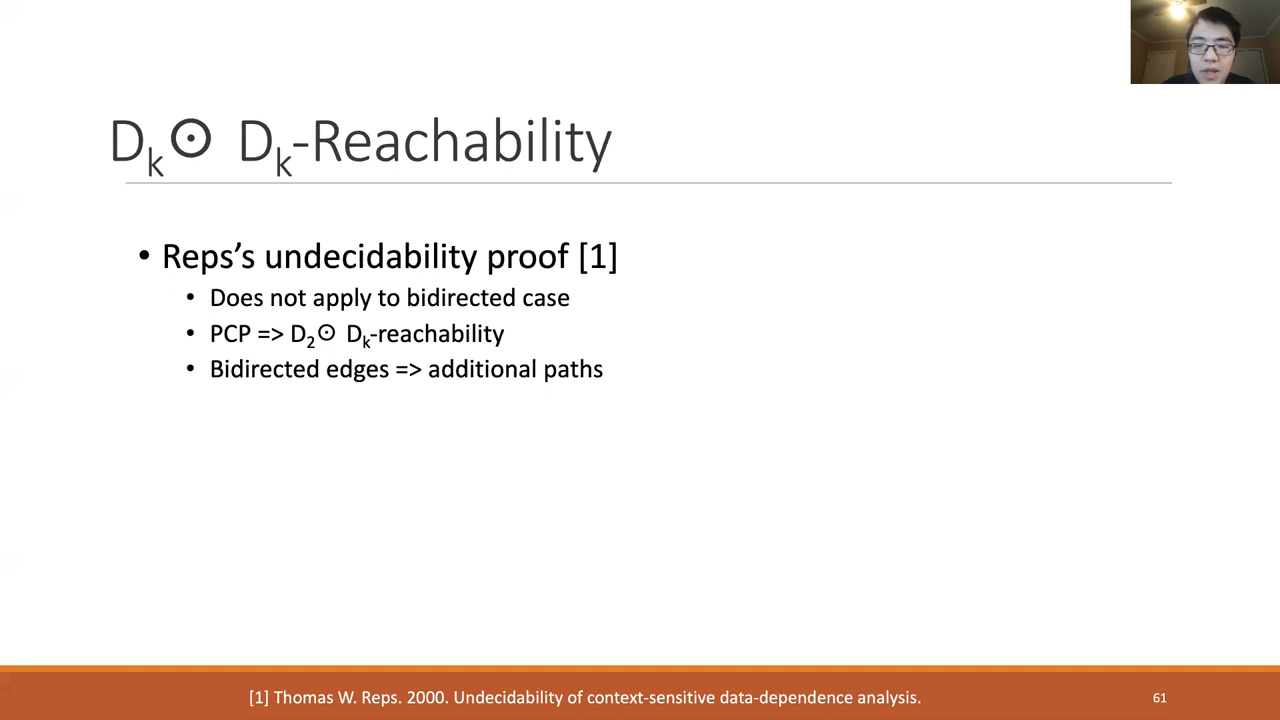 Dₖ⊙ Dₖ-Reachability
• Reps’s undecidability proof [1]
• Does not apply to bidirected case
• PCP => D₂⊙ Dₖ-reachability
• Bidirected edges => additional paths
[1] Thomas W. Reps. 2000. Undecidability of context-sensitive data-dependence analysis.
61